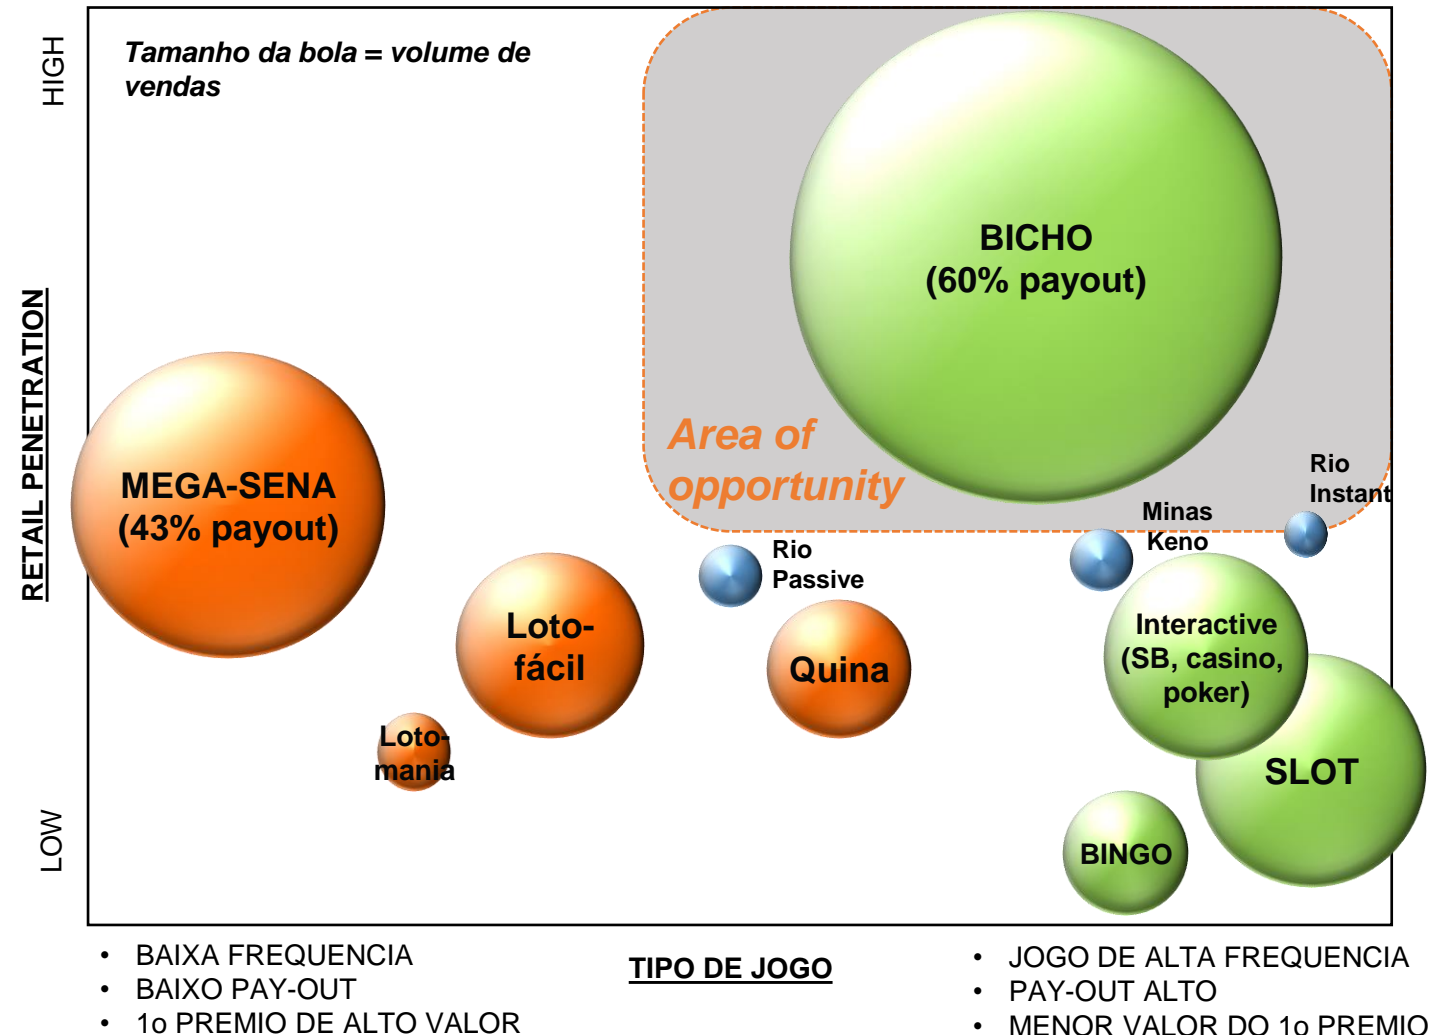 HIGH
Tamanho da bola = volume de
vendas
BICHO
(60% payout)
RETAIL PENETRATION
Area of
opportunity
MEGA-SENA
(43% payout)
Rio
Instant
Minas
Keno
Rio
Passive
Loto-
fácil
Quina
Interactive
(SB, casino,
poker)
Loto-
mania
SLOT
BINGO
LOW
• BAIXA FREQUENCIA
• BAIXO PAY-OUT
• 1o PREMIO DE ALTO VALOR
TIPO DE JOGO
• JOGO DE ALTA FREQUENCIA
• PAY-OUT ALTO
• MENOR VALOR DO 1o PREMIO